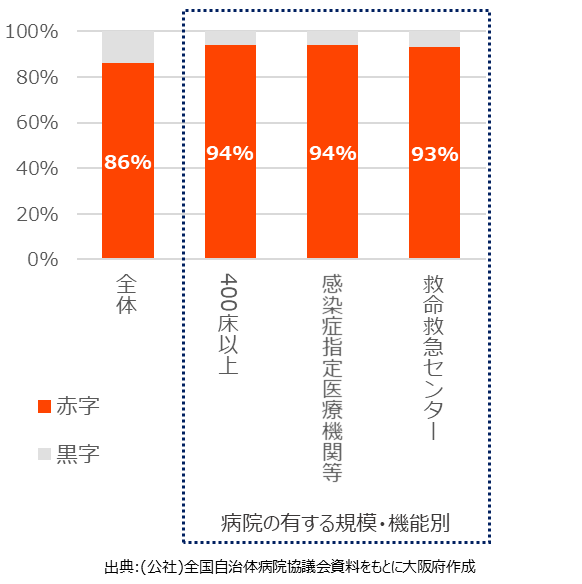 100%
80%
60%
40%
20%
0%
86%
94%
94%
93%
全体
400床以上
感染症指定医療機関等
救命救急センター
赤字
黒字
病院の有する規模・機能別
出典:(公社)全国自治体病院協議会資料をもとに大阪府作成